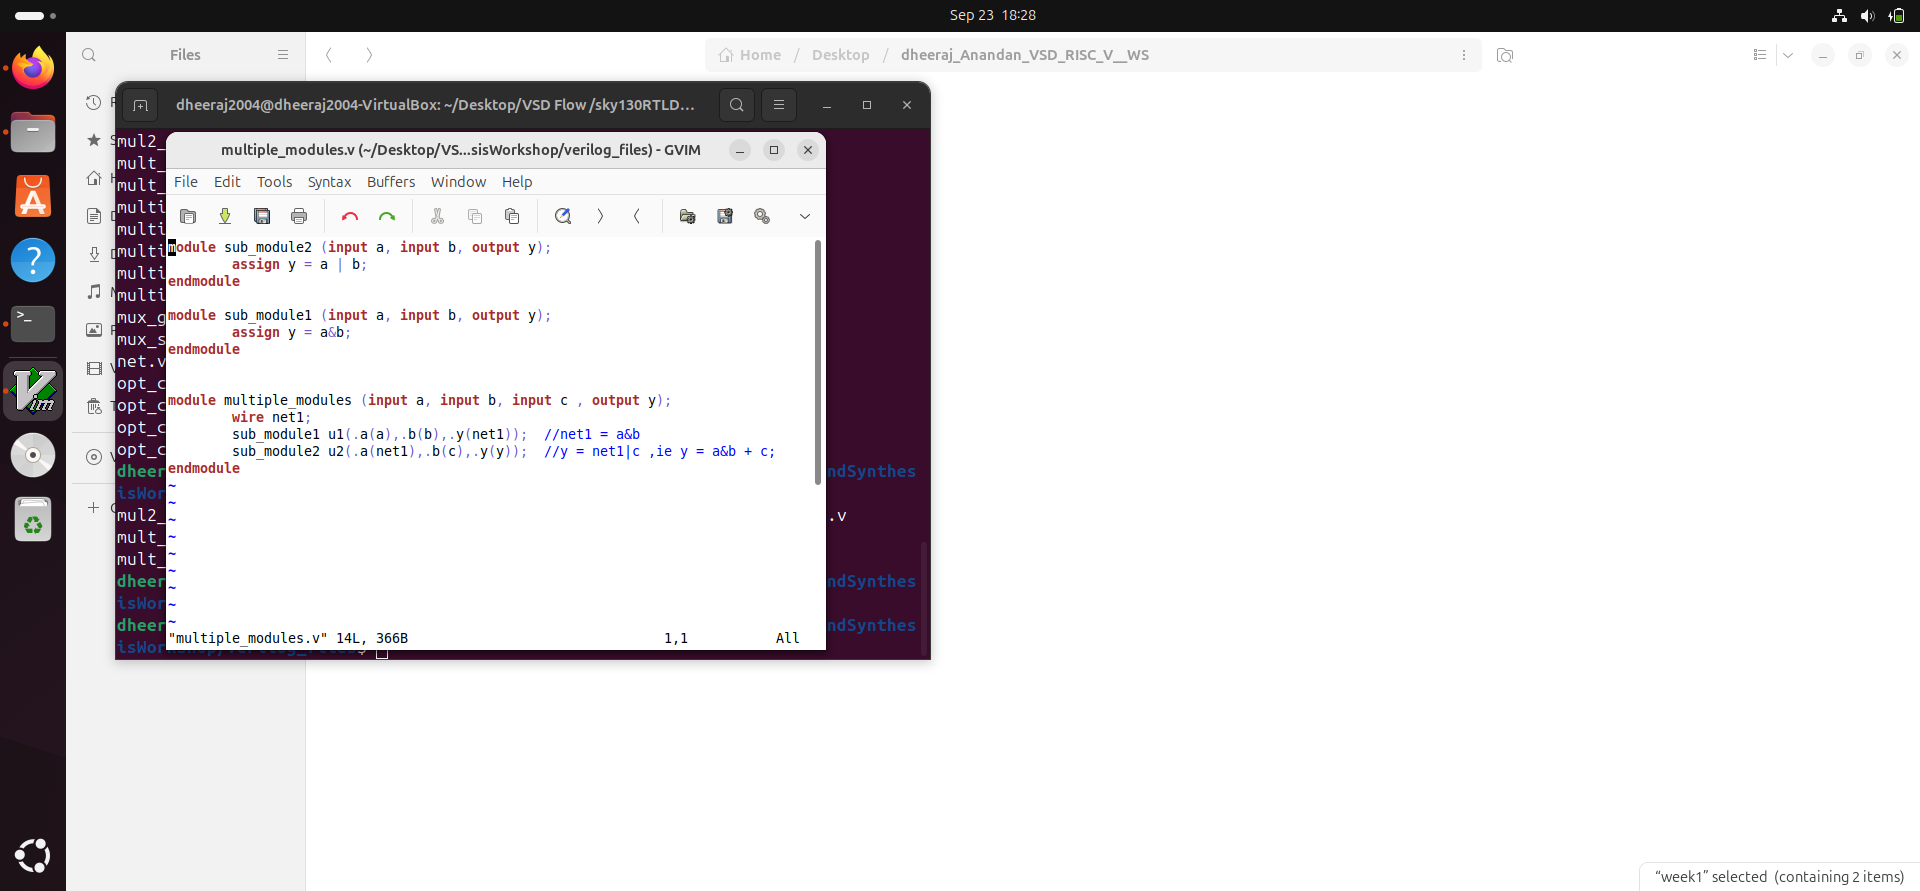 Sep 23 18:28
Files
Home / Desktop / dheeraj_Anandan_VSD_RISC_V__WS
dheeraj2004@dheeraj2004-VirtualBox: ~/Desktop/VSD Flow /sky130RTLD...
multiple_modules.v (~/Desktop/VS...sisWorkshop/verilog_files) - GVIM
File Edit Tools Syntax Buffers Window Help
module sub_module2 (input a, input b, output y);
assign y = a | b;
endmodule
module sub_module1 (input a, input b, output y);
assign y = a&b;
endmodule
module multiple_modules (input a, input b, input c , output y);
wire net1;
sub_module1 u1(.a(a),.b(b),.y(net1)); //net1 = a&b
sub_module2 u2(.a(net1),.b(c),.y(y)); //y = net1|c ,ie y = a&b + c;
endmodule
~
~
~
~
~
~
~
~
~
"multiple_modules.v" 14L, 366B 1,1 All
mul2_
mult_
mult_
multi
multi
multi
multi
multi
mux_g
mux_s
net.v
opt_c
opt_c
opt_c
opt_c
dheer ndSynthes
isWor
mul2_ .v
mult_
mult_
dheer ndSynthes
isWor
dheer ndSynthes
isWor
“week1” selected (containing 2 items)